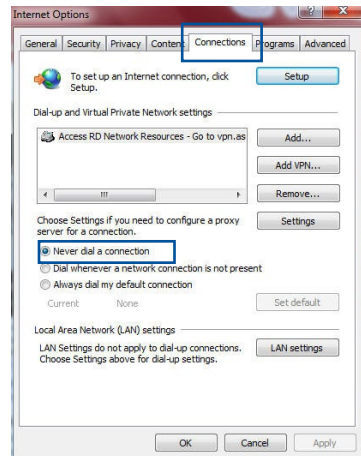 Internet Options
General Security Privacy Content Connections Programs Advanced
To set up an Internet connection, click
Setup.
Setup
Dial-up and Virtual Private Network settings
Access RD Network Resources - Go to vpn.as
Add...
Add VPN...
Remove...
Choose Settings if you need to configure a proxy
server for a connection.
Settings
Never dial a connection
Dial whenever a network connection is not present
Always dial my default connection
Current None
Set default
Local Area Network (LAN) settings
LAN Settings do not apply to dial-up connections.
Choose Settings above for dial-up settings.
LAN settings
OK Cancel Apply